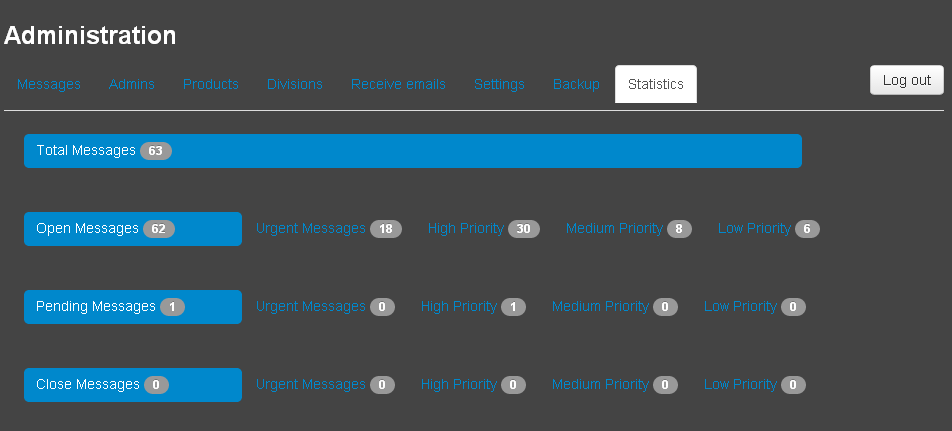 Administration
Messages Admins Products Divisions Receive emails Settings Backup Statistics Log out
Total Messages 63
Open Messages 62 Urgent Messages 18 High Priority 30 Medium Priority 8 Low Priority 6
Pending Messages 1 Urgent Messages 0 High Priority 1 Medium Priority 0 Low Priority 0
Close Messages 0 Urgent Messages 0 High Priority 0 Medium Priority 0 Low Priority 0